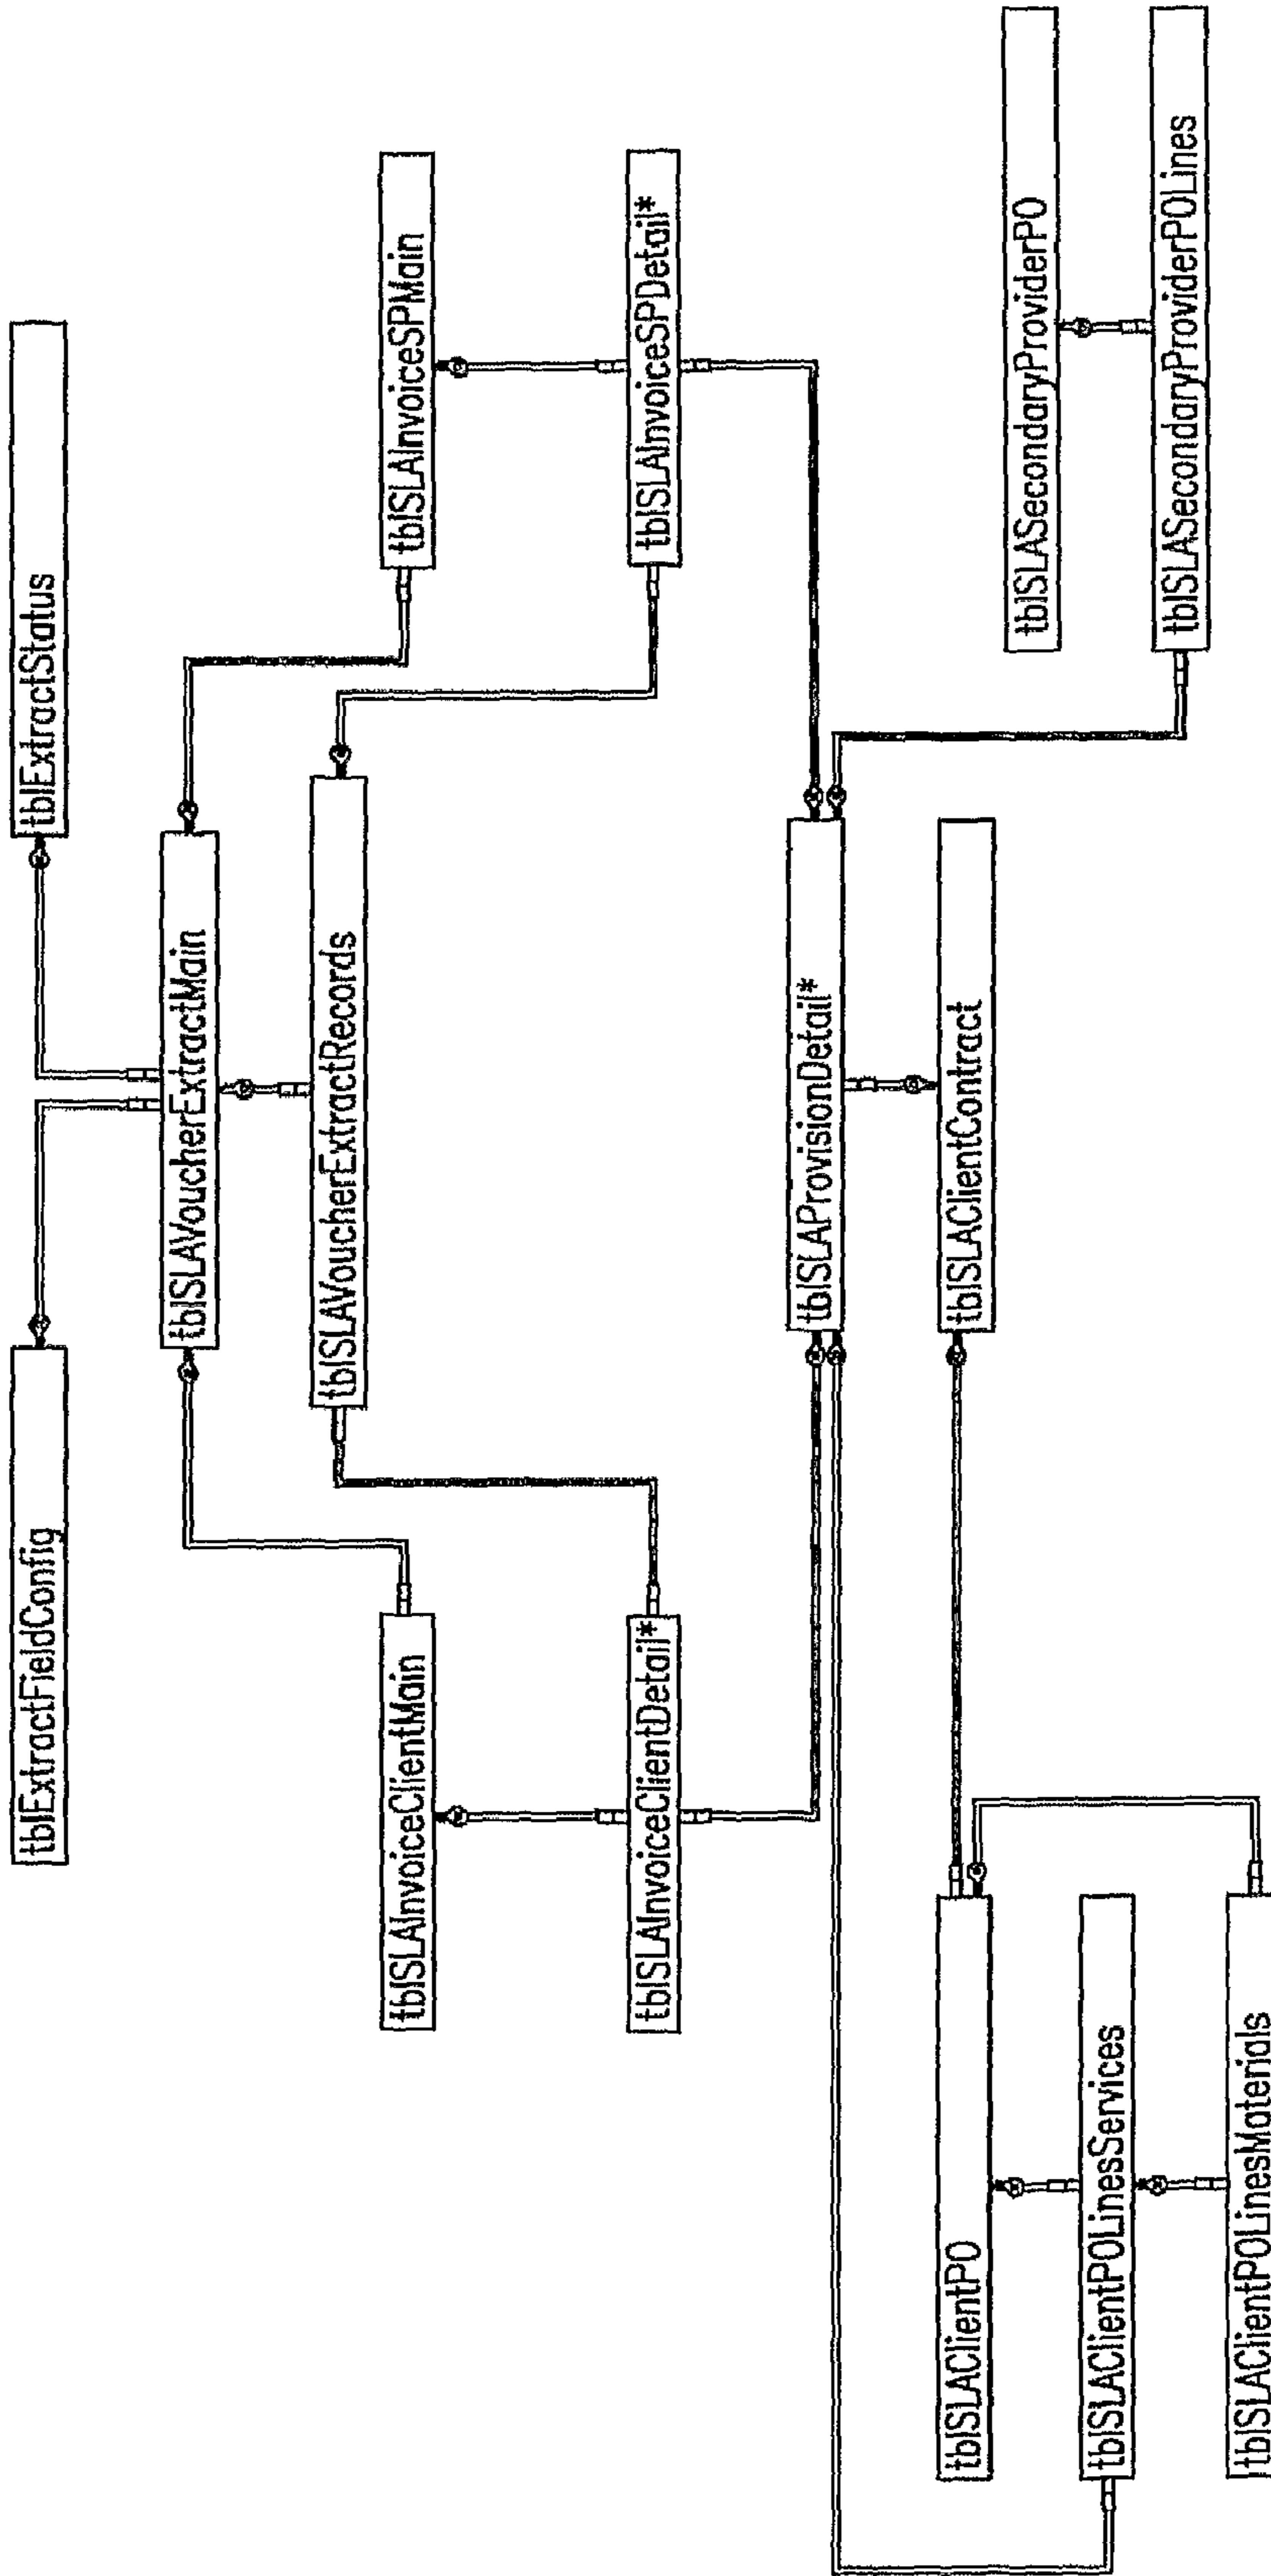 tblExtractFieldConfig
tblExtractStatus
tblSLAVoucherExtractMain
tblSLAVoucherExtractRecords
tblSLAInvoiceClientMain
tblSLAInvoiceSPMain
tblSLAInvoiceClientDetail*
tblSLAInvoiceSPDetail*
tblSLAProvisionDetail*
tblSLAClientContract
tblSLAClientPO
tblSLASecondaryProviderPO
tblSLAClientPOLinesServices
tblSLASecondaryProviderPOLines
tblSLAClientPOLinesMaterials